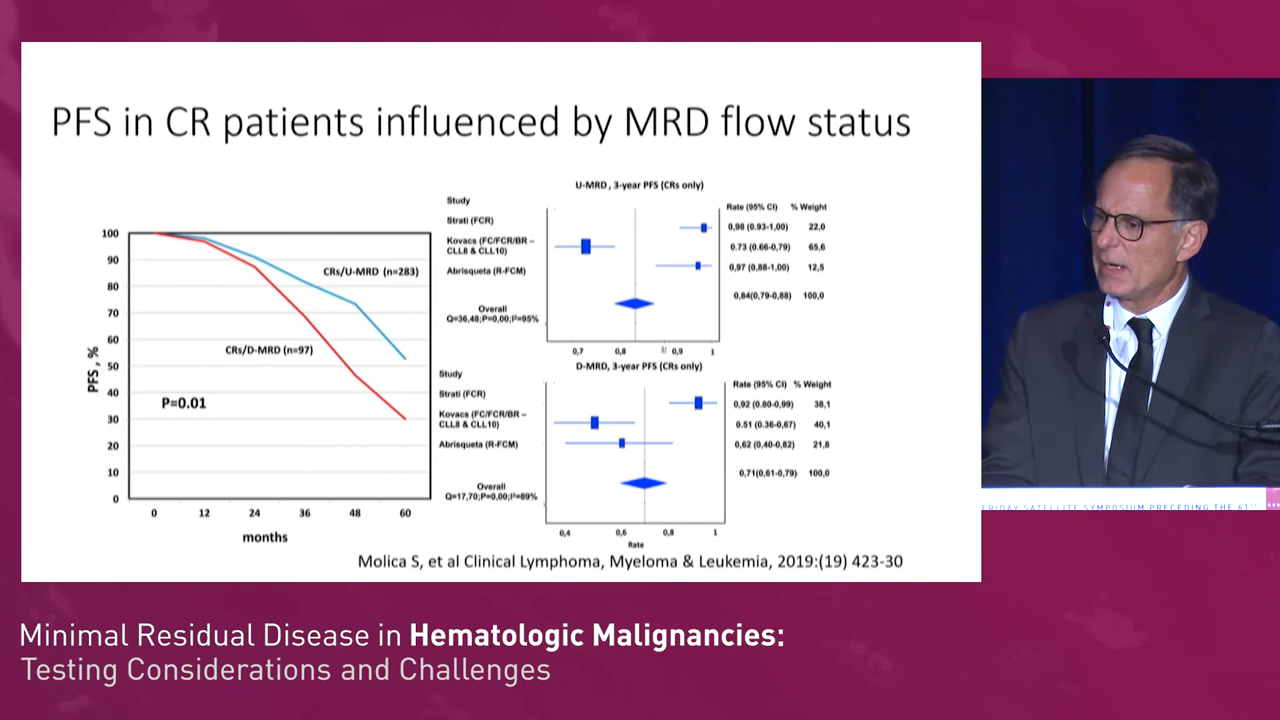 PFS in CR patients influenced by MRD flow status
100
90
80
70
60
50
40
30
20
10
0
PFS, %
CRs/U-MRD (n=283)
CRs/D-MRD (n=97)
P=0.01
0 12 24 36 48 60
months
U-MRD , 3-year PFS (CRs only)
Study
Rate (95% CI) % Weight
Strati (FCR)
0,98 (0.93-1,00) 22,0
Kovacs (FC/FCR/BR –
CLL8 & CLL10)
0.73 (0.66-0,79) 65,6
Abrisqueta (R-FCM)
0,97 (0,88-1,00) 12,5
0,84(0,79-0,88) 100,0
Overall
Q=36,48;P=0,00;I²=95%
0,7 0,8 0,9 1
D-MRD, 3-year PFS (CRs only)
Study
Rate (95% CI) % Weight
Strati (FCR)
0,92 (0.80-0,99) 38,1
Kovacs (FC/FCR/BR –
CLL8 & CLL10)
0.51 (0.36-0,67) 40,1
Abrisqueta (R-FCM)
0,62 (0,40-0,82) 21,8
0,71(0,61-0,79) 100,0
Overall
Q=17,70;P=0,00;I²=89%
0,4 0,6 0,8 1
Rate
Molica S, et al Clinical Lymphoma, Myeloma & Leukemia, 2019:(19) 423-30
FRIDAY SATELLITE SYMPOSIUM PRECEDING THE 61
Minimal Residual Disease in Hematologic Malignancies:
Testing Considerations and Challenges